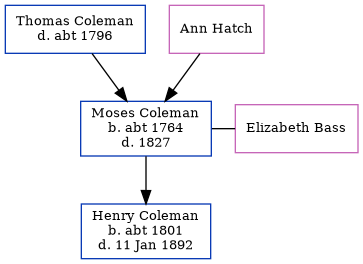 Thomas Coleman
d. abt 1796
Ann Hatch
Moses Coleman
b. abt 1764
d. 1827
Elizabeth Bass
Henry Coleman
b. abt 1801
d. 11 Jan 1892